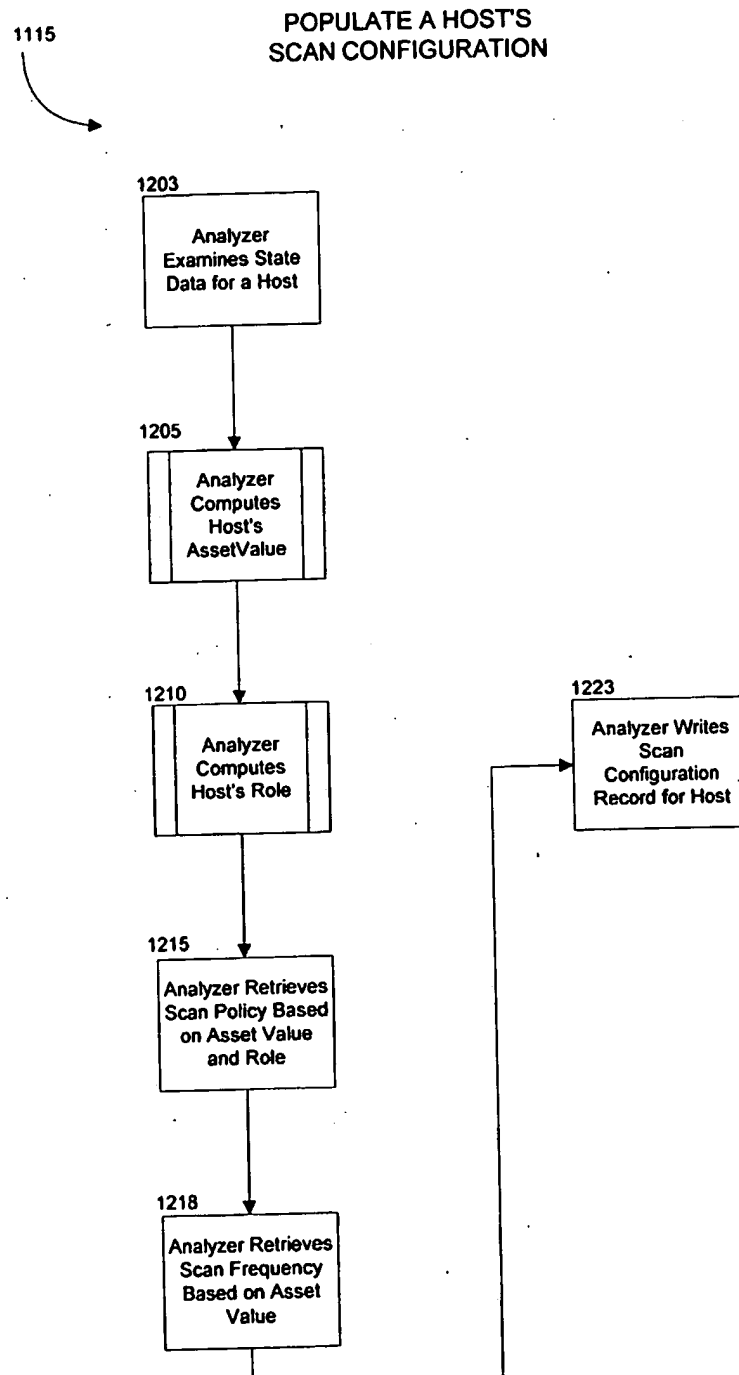 1115
POPULATE A HOST'S
SCAN CONFIGURATION
1203
Analyzer
Examines State
Data for a Host
1205
Analyzer
Computes
Host's
AssetValue
1210
Analyzer
Computes
Host's Role
1215
Analyzer Retrieves
Scan Policy Based
on Asset Value
and Role
1218
Analyzer Retrieves
Scan Frequency
Based on Asset
Value
1223
Analyzer Writes
Scan
Configuration
Record for Host